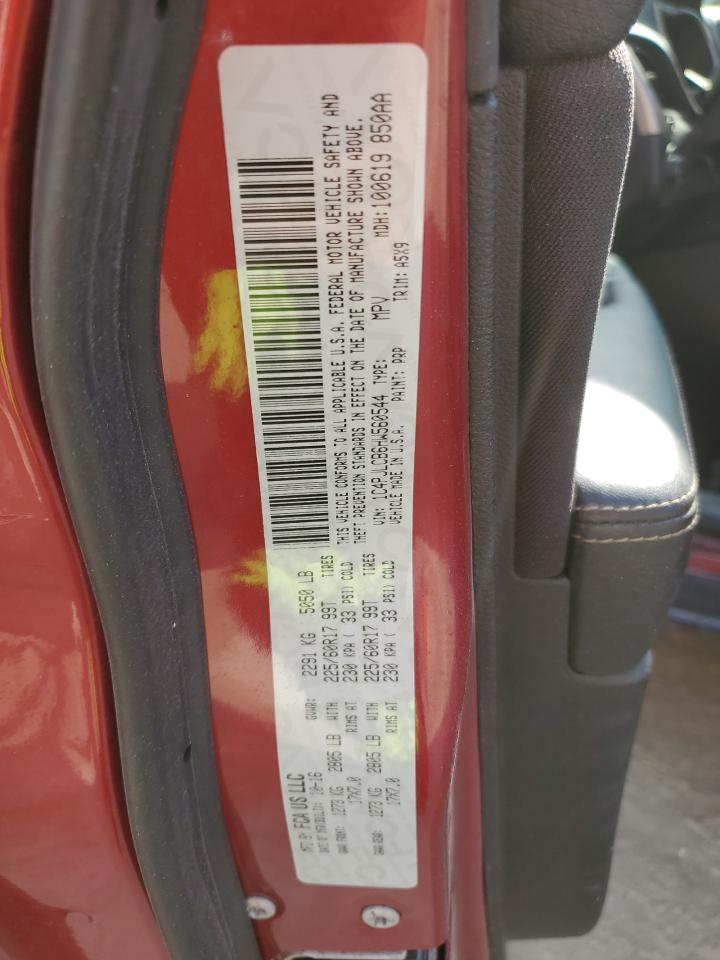 MFD BY: FCA US LLC
DATE OF MFR(BUILT): 10-16 GVWR: 2291 KG 5050 LB
GAWR FRONT: 1273 KG 2805 LB WITH 225/60R17 99T TIRES
17X7.0 RIMS AT 230 KPA ( 33 PSI) COLD
GAWR REAR: 1273 KG 2805 LB WITH 225/60R17 99T TIRES
17X7.0 RIMS AT 230 KPA ( 33 PSI) COLD
THIS VEHICLE CONFORMS TO ALL APPLICABLE U.S.A. FEDERAL MOTOR VEHICLE SAFETY AND
THEFT PREVENTION STANDARDS IN EFFECT ON THE DATE OF MANUFACTURE SHOWN ABOVE.
VIN: 1C4PJLCB6HW560544 TYPE: MPV MDH: 100619 850AA
VEHICLE MADE IN U.S.A. PAINT: PRP TRIM: A5X9